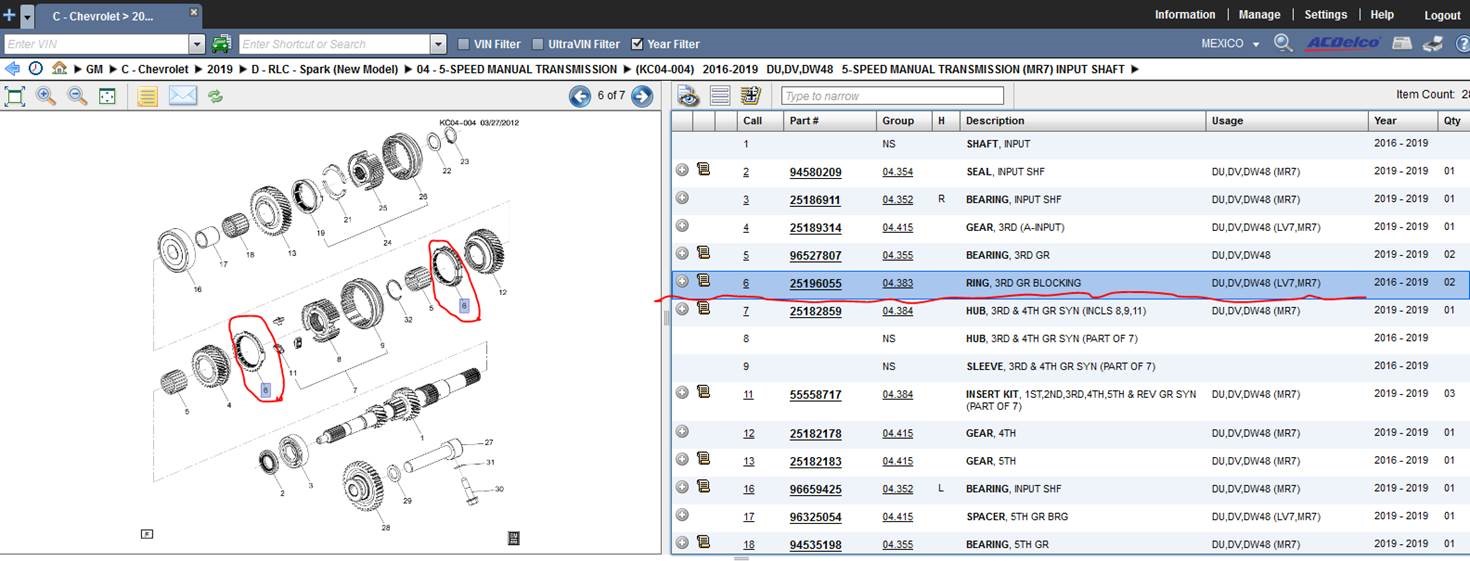 C - Chevrolet > 20...
Information | Manage | Settings | Help Logout
Enter VIN Enter Shortcut or Search VIN Filter UltraVIN Filter Year Filter MEXICO ACDelco
GM ▶ C - Chevrolet ▶ 2019 ▶ D - RLC - Spark (New Model) ▶ 04 - 5-SPEED MANUAL TRANSMISSION ▶ (KC04-004) 2016-2019 DU,DV,DW48 5-SPEED MANUAL TRANSMISSION (MR7) INPUT SHAFT ▶
6 of 7
Type to narrow
Item Count: 28
KC04-004 03/27/2012
23
22
26
25
21
19
24
13
18
17
16
12
6
5
32
9
8
7
11
6
4
5
1
27
31
30
29
28
3
2
Call Part # Group H Description Usage Year Qty
1 NS SHAFT, INPUT 2016 - 2019
2 94580209 04.354 SEAL, INPUT SHF DU,DV,DW48 (MR7) 2019 - 2019 01
3 25186911 04.352 R BEARING, INPUT SHF DU,DV,DW48 (MR7) 2019 - 2019 01
4 25189314 04.415 GEAR, 3RD (A-INPUT) DU,DV,DW48 (LV7,MR7) 2019 - 2019 01
5 96527807 04.355 BEARING, 3RD GR DU,DV,DW48 2019 - 2019 02
6 25196055 04.383 RING, 3RD GR BLOCKING DU,DV,DW48 (LV7,MR7) 2016 - 2019 02
7 25182859 04.384 HUB, 3RD & 4TH GR SYN (INCLS 8,9,11) DU,DV,DW48 (MR7) 2019 - 2019 01
8 NS HUB, 3RD & 4TH GR SYN (PART OF 7) 2016 - 2019
9 NS SLEEVE, 3RD & 4TH GR SYN (PART OF 7) 2016 - 2019
11 55558717 04.384 INSERT KIT, 1ST,2ND,3RD,4TH,5TH & REV GR SYN DU,DV,DW48 (MR7) 2019 - 2019 03
(PART OF 7)
12 25182178 04.415 GEAR, 4TH DU,DV,DW48 (MR7) 2019 - 2019 01
13 25182183 04.415 GEAR, 5TH DU,DV,DW48 (MR7) 2016 - 2019 01
16 96659425 04.352 L BEARING, INPUT SHF DU,DV,DW48 (MR7) 2019 - 2019 01
17 96325054 04.415 SPACER, 5TH GR BRG DU,DV,DW48 (LV7,MR7) 2019 - 2019 01
18 94535198 04.355 BEARING, 5TH GR DU,DV,DW48 (MR7) 2019 - 2019 01